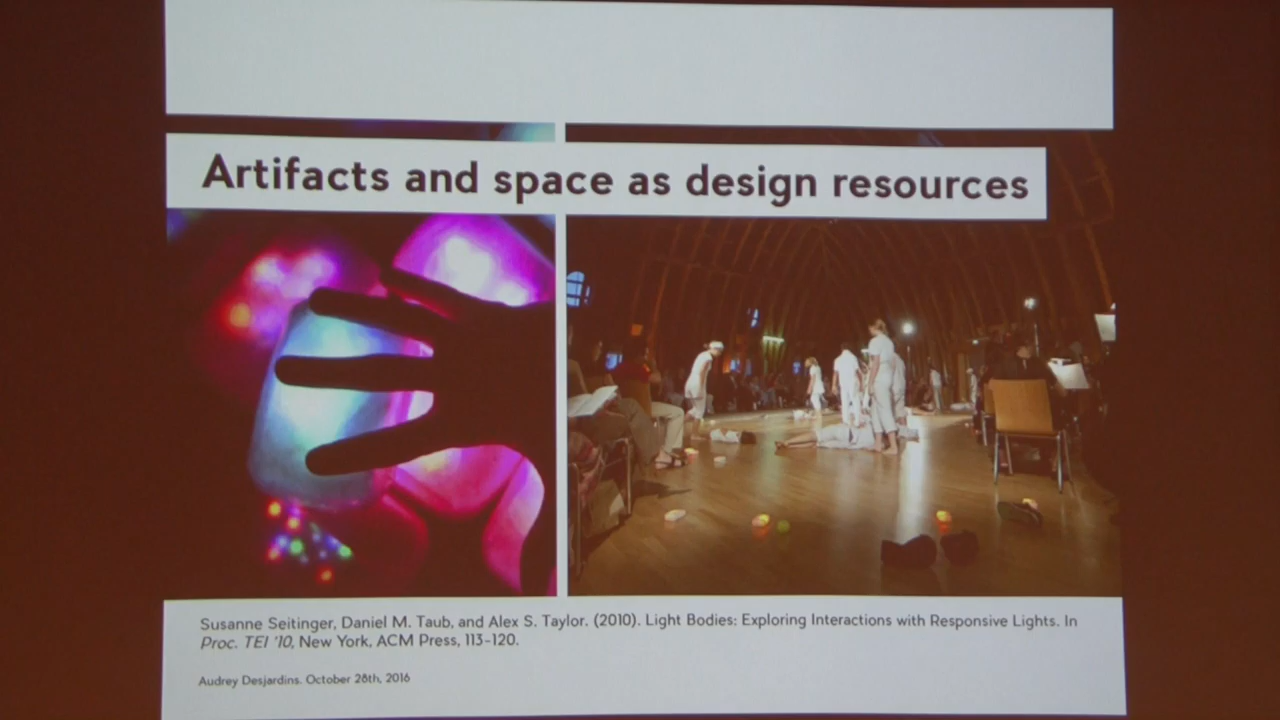 Artifacts and space as design resources
Susanne Seitinger, Daniel M. Taub, and Alex S. Taylor. (2010). Light Bodies: Exploring Interactions with Responsive Lights. In
Proc. TEI '10, New York, ACM Press, 113-120.
Audrey Desjardins. October 28th, 2016